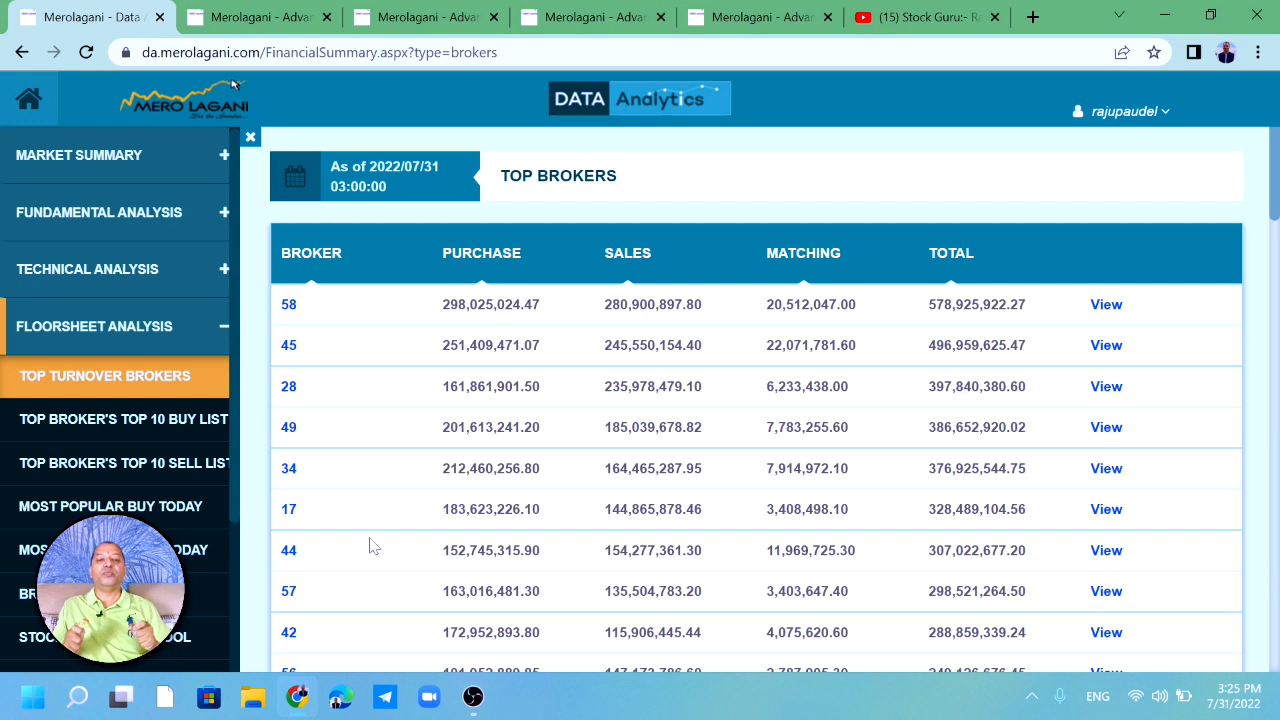 Merolagani - Data
Merolagani - Advan
Merolagani - Advan
Merolagani - Advan
Merolagani - Advan
(15) Stock Guru:- Ra
da.merolagani.com/FinancialSummary.aspx?type=brokers
MERO LAGANI
For the Investor...
DATA Analytics
rajupaudel
MARKET SUMMARY
FUNDAMENTAL ANALYSIS
TECHNICAL ANALYSIS
FLOORSHEET ANALYSIS
TOP TURNOVER BROKERS
TOP BROKER'S TOP 10 BUY LIST
TOP BROKER'S TOP 10 SELL LIST
MOST POPULAR BUY TODAY
As of 2022/07/31
03:00:00
TOP BROKERS
BROKER PURCHASE SALES MATCHING TOTAL
58 298,025,024.47 280,900,897.80 20,512,047.00 578,925,922.27 View
45 251,409,471.07 245,550,154.40 22,071,781.60 496,959,625.47 View
28 161,861,901.50 235,978,479.10 6,233,438.00 397,840,380.60 View
49 201,613,241.20 185,039,678.82 7,783,255.60 386,652,920.02 View
34 212,460,256.80 164,465,287.95 7,914,972.10 376,925,544.75 View
17 183,623,226.10 144,865,878.46 3,408,498.10 328,489,104.56 View
44 152,745,315.90 154,277,361.30 11,969,725.30 307,022,677.20 View
57 163,016,481.30 135,504,783.20 3,403,647.40 298,521,264.50 View
42 172,952,893.80 115,906,445.44 4,075,620.60 288,859,339.24 View
ENG
3:25 PM
7/31/2022